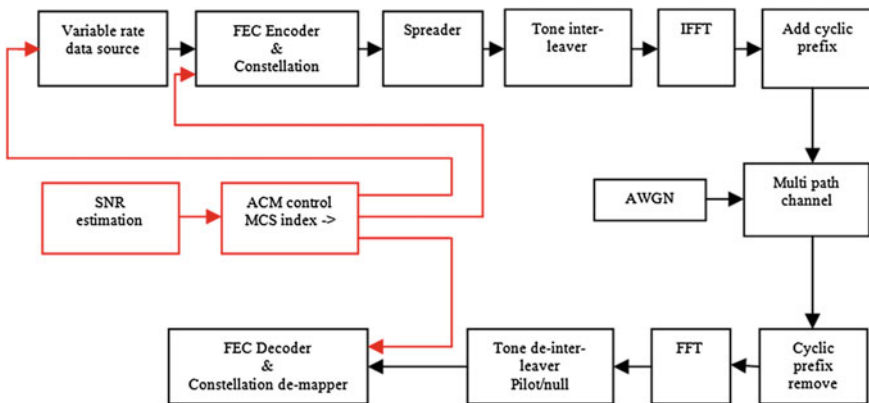 Variable rate
data source
FEC Encoder
&
Constellation
Spreader
Tone inter-
leaver
IFFT
Add cyclic
prefix
SNR
estimation
ACM control
MCS index ->
AWGN
Multi path
channel
FEC Decoder
&
Constellation de-mapper
Tone de-inter-
leaver
Pilot/null
FFT
Cyclic
prefix
remove